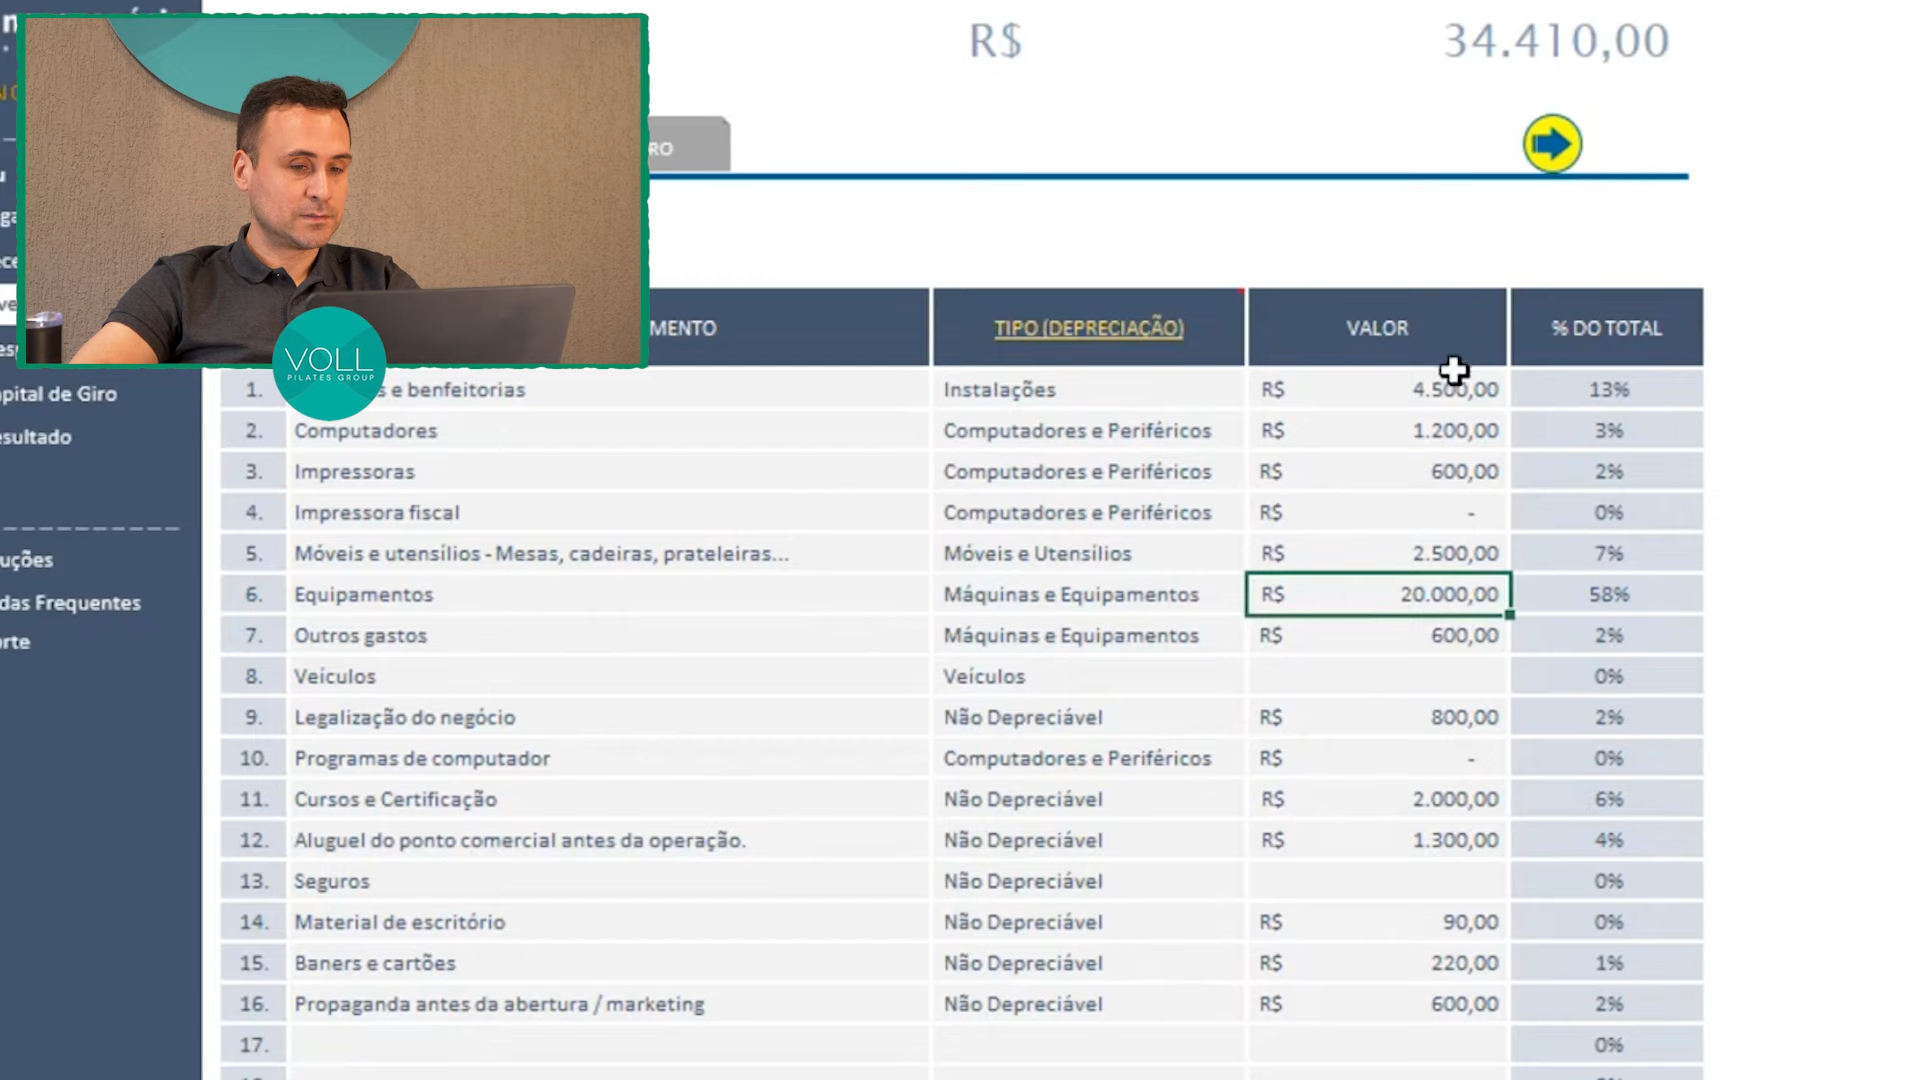 R$ 34.410,00
RO
MENTO TIPO (DEPRECIAÇÃO) VALOR % DO TOTAL
VOLL
PILATES GROUP
pital de Giro
esultado
uções
das Frequentes
orte
1. s e benfeitorias Instalações R$ 4.500,00 13%
2. Computadores Computadores e Periféricos R$ 1.200,00 3%
3. Impressoras Computadores e Periféricos R$ 600,00 2%
4. Impressora fiscal Computadores e Periféricos R$ - 0%
5. Móveis e utensílios - Mesas, cadeiras, prateleiras... Móveis e Utensílios R$ 2.500,00 7%
6. Equipamentos Máquinas e Equipamentos R$ 20.000,00 58%
7. Outros gastos Máquinas e Equipamentos R$ 600,00 2%
8. Veículos Veículos 0%
9. Legalização do negócio Não Depreciável R$ 800,00 2%
10. Programas de computador Computadores e Periféricos R$ - 0%
11. Cursos e Certificação Não Depreciável R$ 2.000,00 6%
12. Aluguel do ponto comercial antes da operação. Não Depreciável R$ 1.300,00 4%
13. Seguros Não Depreciável 0%
14. Material de escritório Não Depreciável R$ 90,00 0%
15. Baners e cartões Não Depreciável R$ 220,00 1%
16. Propaganda antes da abertura / marketing Não Depreciável R$ 600,00 2%
17. 0%